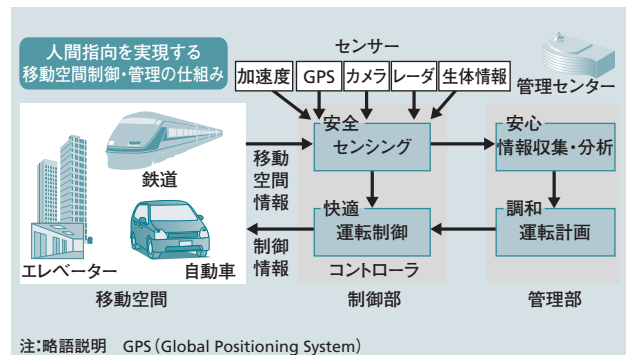 人間指向を実現する
移動空間制御・管理の仕組み
センサー
加速度
GPS
カメラ
レーダ
生体情報
管理センター
安全
センシング
安心
情報収集・分析
移動
空間
情報
鉄道
快適
運転制御
調和
運転計画
制御
情報
エレベーター
自動車
コントローラ
移動空間
制御部
管理部
注:略語説明 GPS(Global Positioning System)